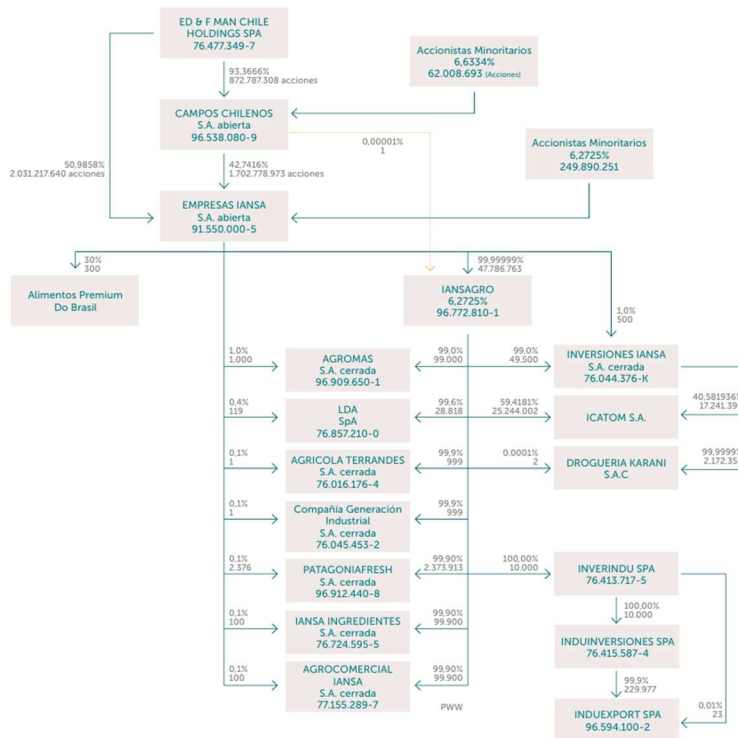 ED & F MAN CHILE
HOLDINGS SPA
76.477.349-7
Accionistas Minoritarios
6,6334%
62.008.693 (Acciones)
93,3666%
872.787.308 acciones
CAMPOS CHILENOS
S.A. abierta
96.538.080-9
0,00001%
1
Accionistas Minoritarios
6,2725%
249.890.251
50,9858%
2.031.217.640 acciones
42,7416%
1.702.778.973 acciones
EMPRESAS IANSA
S.A. abierta
91.550.000-5
30%
300
99,99999%
47.786.763
Alimentos Premium
Do Brasil
IANSAGRO
6,2725%
96.772.810-1
1,0%
500
1,0%
1.000
AGROMAS
S.A. cerrada
96.909.650-1
99,0%
99.000
99,0%
49.500
INVERSIONES IANSA
S.A. cerrada
76.044.376-K
0,4%
119
LDA
SpA
76.857.210-0
99,6%
28.818
59,4181%
25.244.002
ICATOM S.A.
40,581936%
17.241.39
0,1%
1
AGRICOLA TERRANDES
S.A. cerrada
76.016.176-4
99,9%
999
0.0001%
2
DROGUERIA KARANI
S.A.C
99,9999%
2.172.35
0,1%
1
Compañía Generación
Industrial
S.A. cerrada
76.045.453-2
99,9%
999
0,1%
2.376
PATAGONIAFRESH
S.A. cerrada
96.912.440-8
99,90%
2.373.913
100,00%
10.000
INVERINDU SPA
76.413.717-5
0,1%
100
IANSA INGREDIENTES
S.A. cerrada
76.724.595-5
99,90%
99.900
100,00%
10.000
INDUINVERSIONES SPA
76.415.587-4
0,1%
100
AGROCOMERCIAL
IANSA
S.A. cerrada
77.155.289-7
99,90%
99.900
PWW
99,9%
229.977
0,01%
23
INDUEXPORT SPA
96.594.100-2